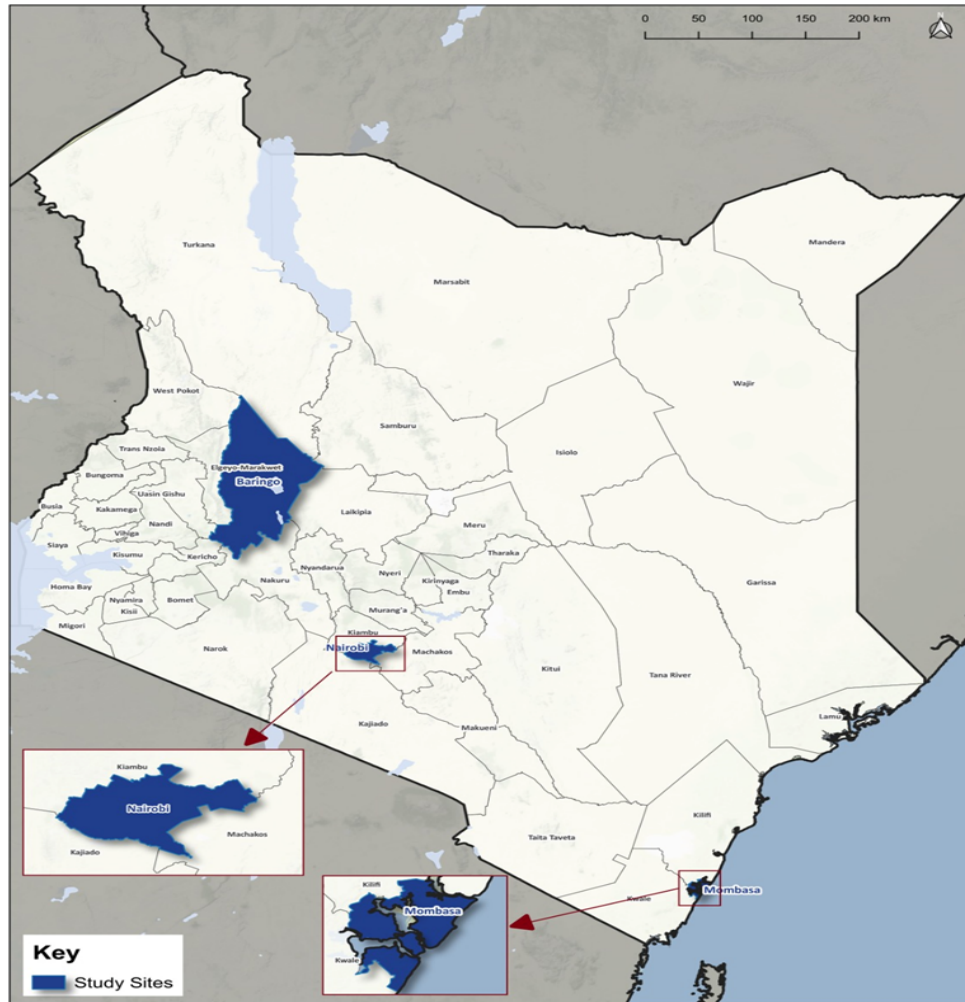 N
0 50 100 200 km
Mandera
Turkana
Marsabit
Wajir
West Pokot
Samburu
Isiolo
Trans Nzoia
Elgeyo-Marakwet
Bungoma
Baringo
Uasin Gishu
Busia
Kakamega
Laikipia
Nandi
Meru
Vihiga
Siaya
Kisumu
Kericho
Tharaka
Nyandarua
Nyeri
Kirinyaga
Garissa
Homa Bay
Nakuru
Embu
Nyamira
Bomet
Kisii
Murang'a
Migori
Kiambu
Narok
Nairobi
Machakos
Kitui
Tana River
Lamu
Kajiado
Makueni
Kiambu
Nairobi
Machakos
Kajiado
Taita Taveta
Kilifi
Kwale
Mombasa
Kilifi
Mombasa
Kwale
Key
Study Sites